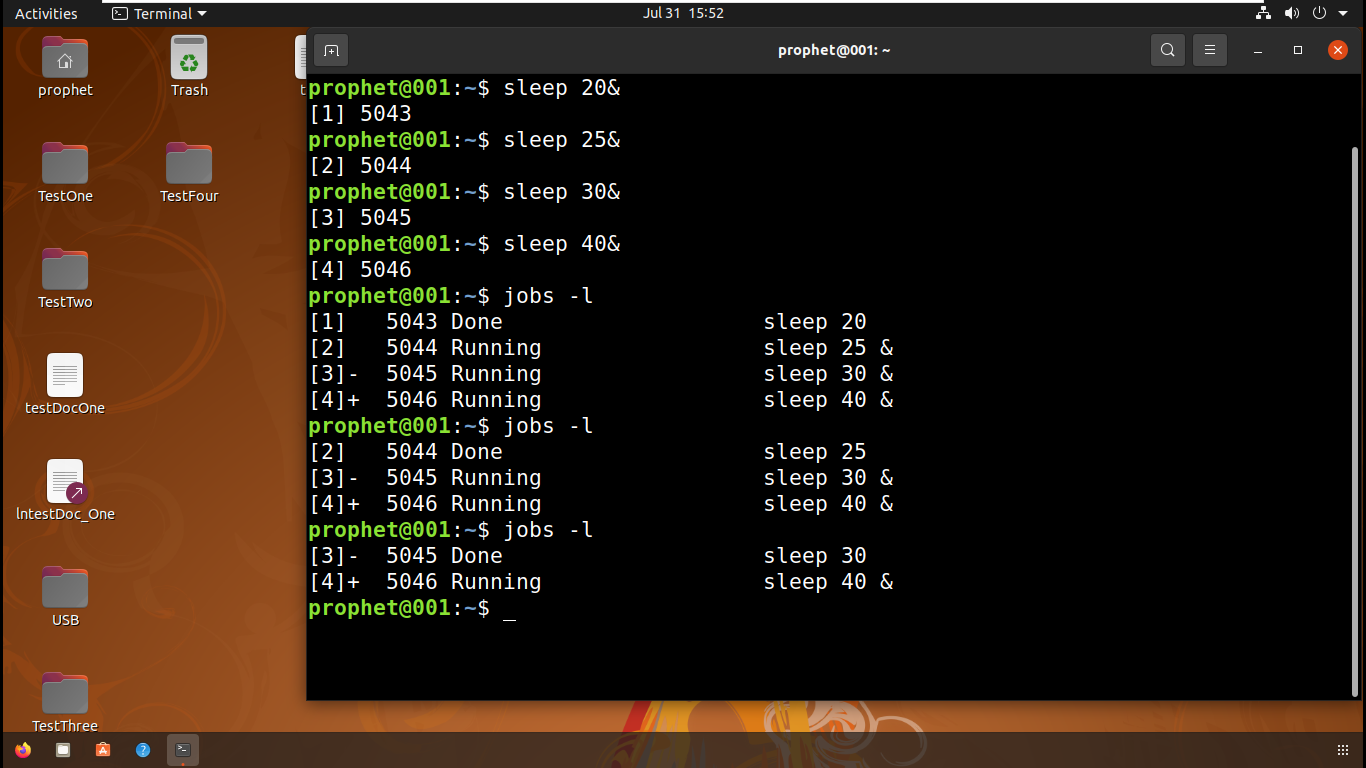 Activities
Terminal
Jul 31 15:52
prophet@001: ~
prophet
Trash
TestOne
TestFour
TestTwo
testDocOne
lntestDoc_One
USB
TestThree
prophet@001:~$ sleep 20&
[1] 5043
prophet@001:~$ sleep 25&
[2] 5044
prophet@001:~$ sleep 30&
[3] 5045
prophet@001:~$ sleep 40&
[4] 5046
prophet@001:~$ jobs -l
[1]   5043 Done                    sleep 20
[2]   5044 Running                 sleep 25 &
[3]-  5045 Running                 sleep 30 &
[4]+  5046 Running                 sleep 40 &
prophet@001:~$ jobs -l
[2]   5044 Done                    sleep 25
[3]-  5045 Running                 sleep 30 &
[4]+  5046 Running                 sleep 40 &
prophet@001:~$ jobs -l
[3]-  5045 Done                    sleep 30
[4]+  5046 Running                 sleep 40 &
prophet@001:~$ _